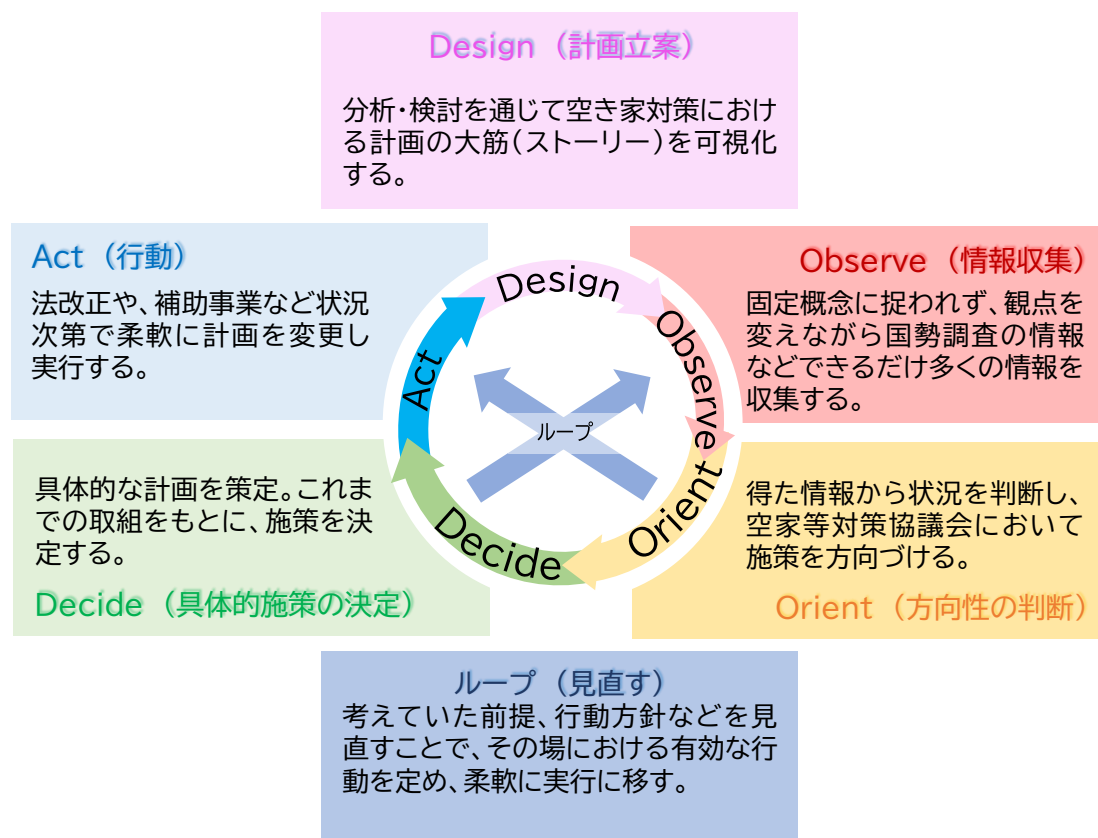 Design（計画立案）
分析・検討を通じて空き家対策におけ
る計画の大筋（ストーリー）を可視化
する。
Act（行動）
法改正や、補助事業など状況
次第で柔軟に計画を変更し
実行する。
Observe（情報収集）
固定概念に捉われず、観点を
変えながら国勢調査の情報
などできるだけ多くの情報を
収集する。
Design
Observe
Orient
Decide
Act
ループ
具体的な計画を策定。これま
での取組をもとに、施策を決
定する。
Decide（具体的施策の決定）
得た情報から状況を判断し、
空家等対策協議会において
施策を方向づける。
Orient（方向性の判断）
ループ（見直す）
考えていた前提、行動方針などを見
直すことで、その場における有効な行
動を定め、柔軟に実行に移す。